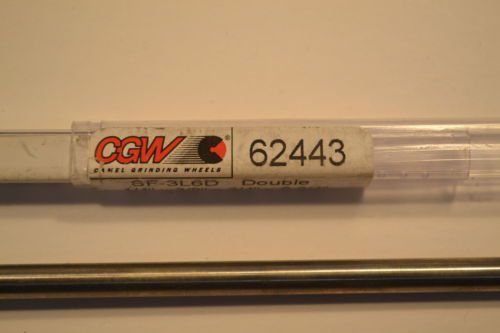 CGW®
CAMEL GRINDING WHEELS
62443
SF-3L6D Double